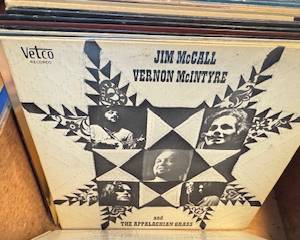 Vetco
RECORDS
JIM McCALL
VERNON McINTYRE
and
THE APPALACHIAN GRASS